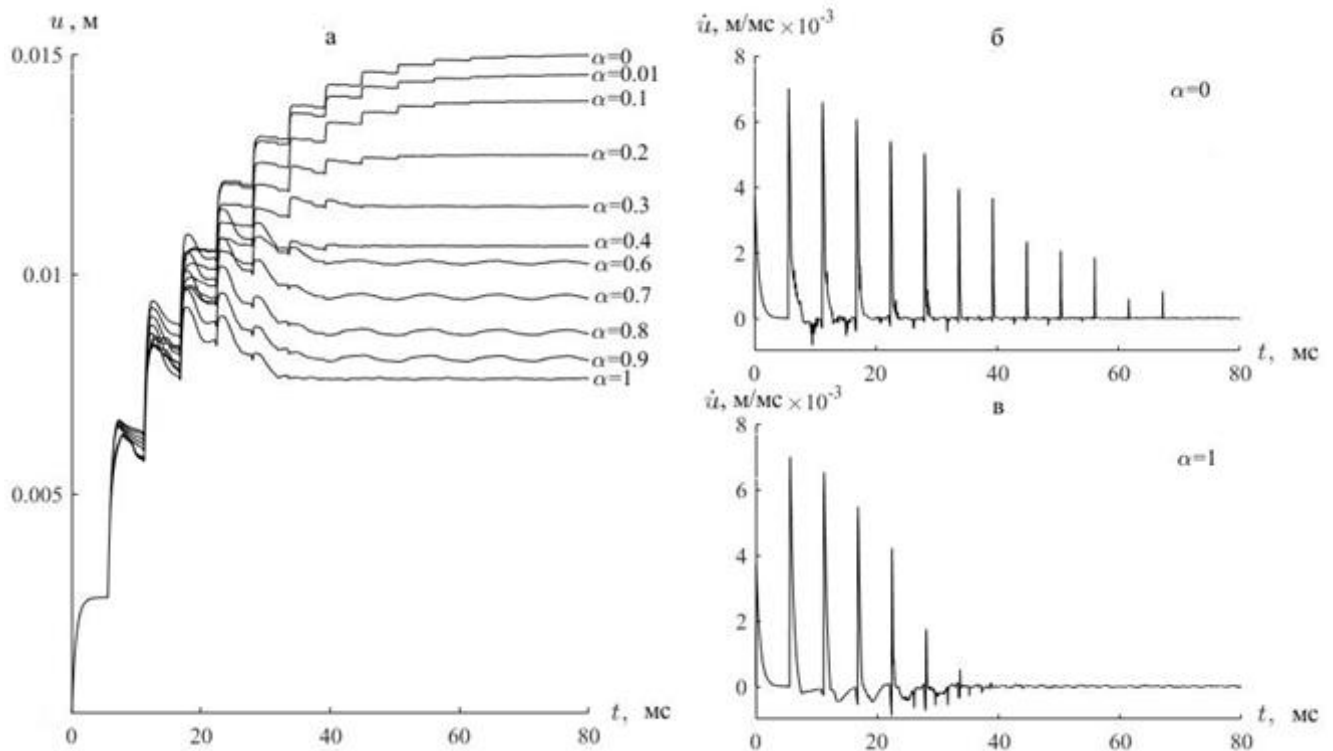 u , м
а
0.015
0.01
0.005
0
20
40
60
80
t, мс
α=0
α=0.01
α=0.1
α=0.2
α=0.3
α=0.4
α=0.6
α=0.7
α=0.8
α=0.9
α=1
u̇, м/мс ×10⁻³
б
8
6
4
2
0
α=0
0
20
40
60
80
t, мс
u̇, м/мс ×10⁻³
в
8
6
4
2
0
α=1
0
20
40
60
80
t, мс